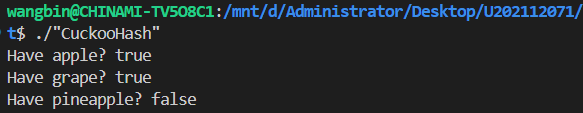 wangbin@CHINAMI-TV5O8C1:/mnt/d/Administrator/Desktop/U202112071/
t$ ./"CuckooHash"
Have apple? true
Have grape? true
Have pineapple? false